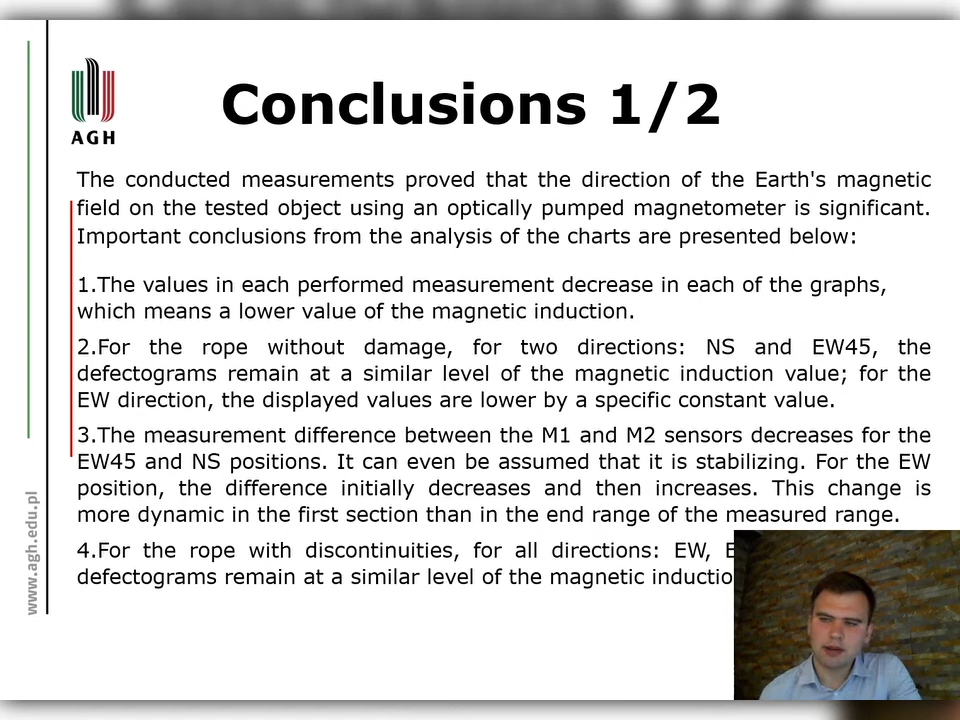 Conclusions 1/2
AGH
The conducted measurements proved that the direction of the Earth's magnetic
field on the tested object using an optically pumped magnetometer is significant.
Important conclusions from the analysis of the charts are presented below:
1.The values in each performed measurement decrease in each of the graphs,
which means a lower value of the magnetic induction.
2.For the rope without damage, for two directions: NS and EW45, the
defectograms remain at a similar level of the magnetic induction value; for the
EW direction, the displayed values are lower by a specific constant value.
3.The measurement difference between the M1 and M2 sensors decreases for the
EW45 and NS positions. It can even be assumed that it is stabilizing. For the EW
position, the difference initially decreases and then increases. This change is
more dynamic in the first section than in the end range of the measured range.
4.For the rope with discontinuities, for all directions: EW,
defectograms remain at a similar level of the magnetic
www.agh.edu.pl